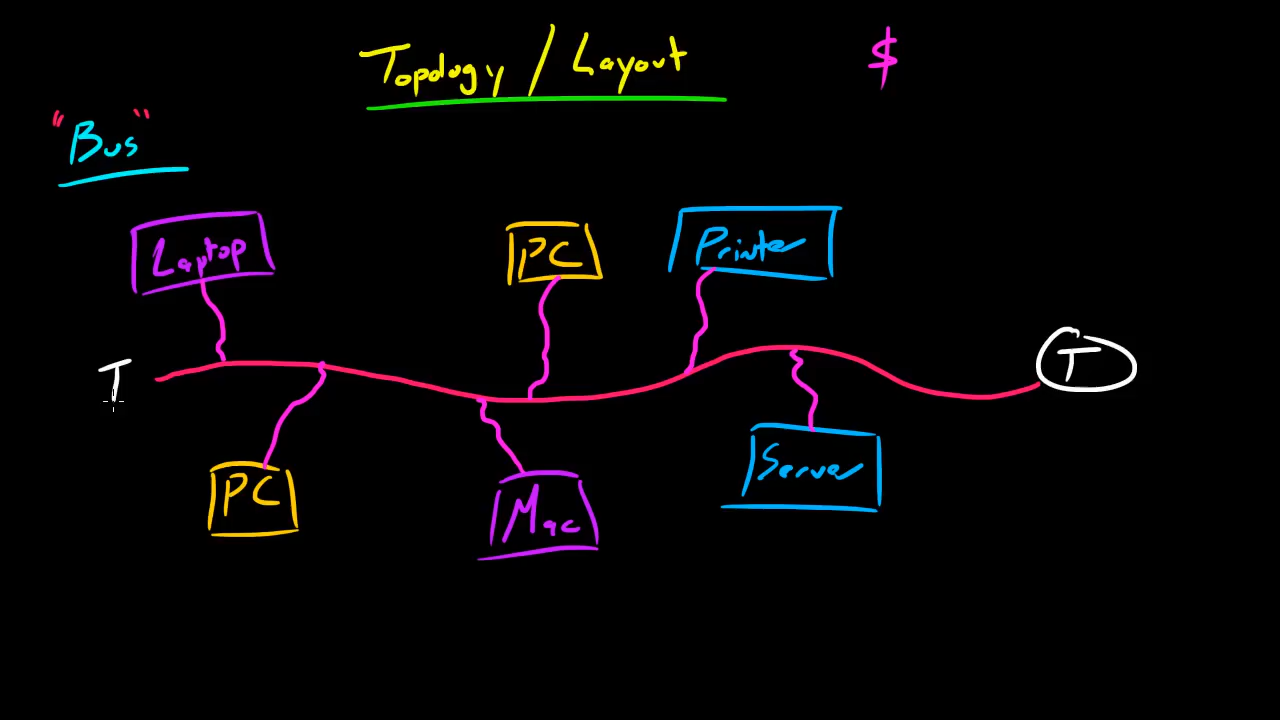 Topology / Layout
$
"Bus"
Laptop
PC
Printer
T
T
PC
Mac
Server